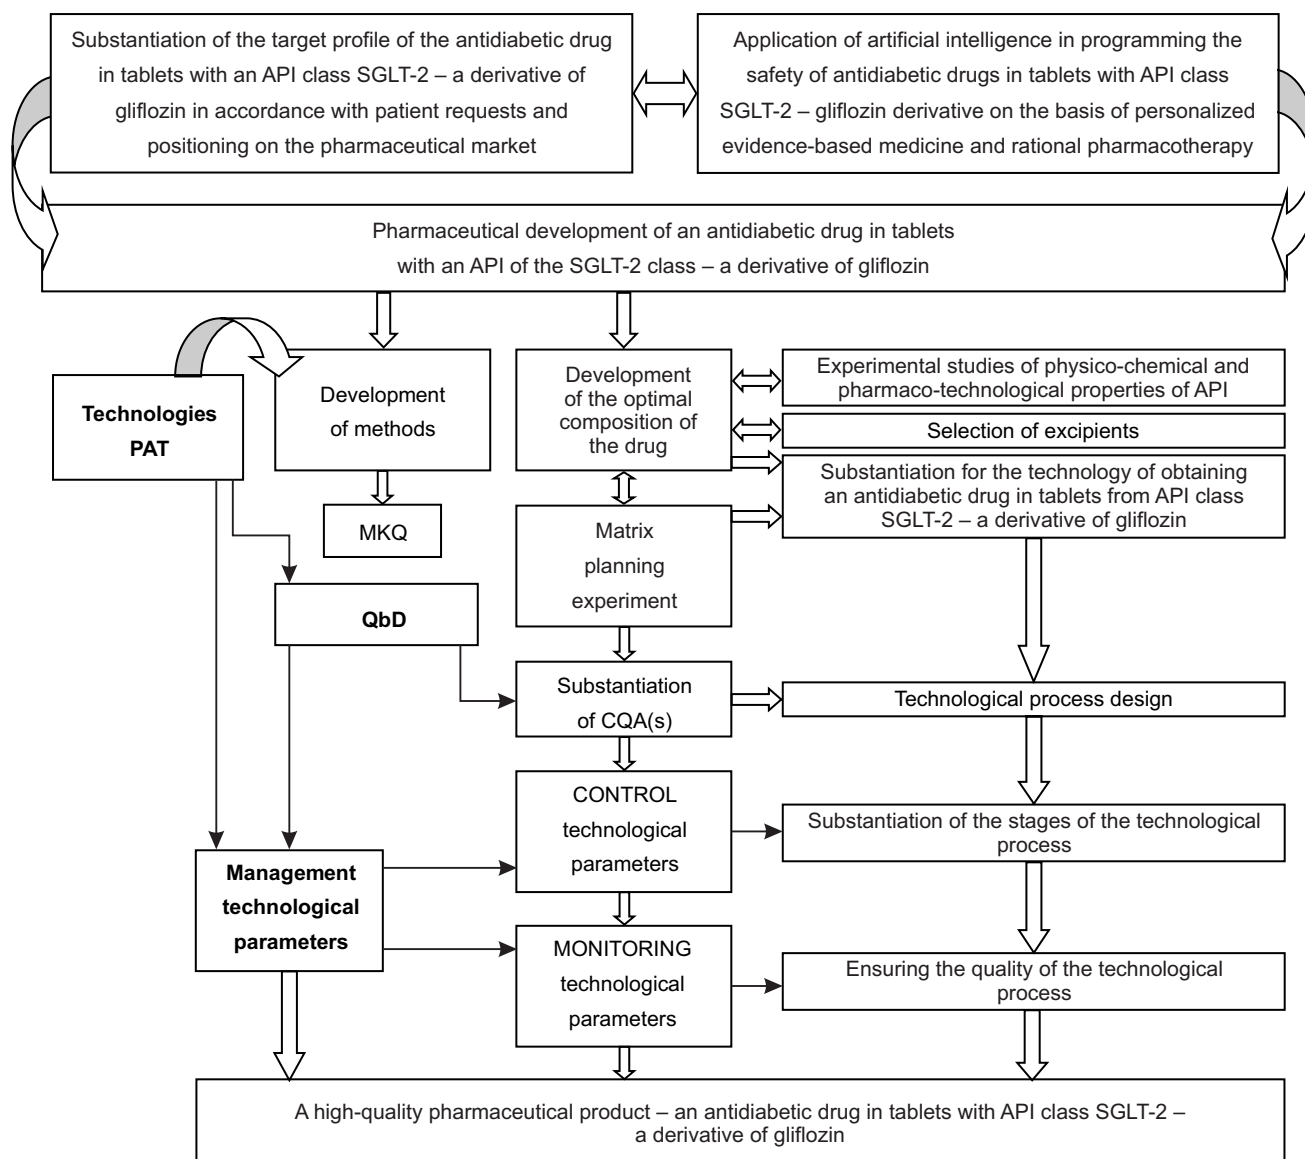 Substantiation of the target profile of the antidiabetic drug
in tablets with an API class SGLT-2 – a derivative of
gliflozin in accordance with patient requests and
positioning on the pharmaceutical market
Application of artificial intelligence in programming the
safety of antidiabetic drugs in tablets with API class
SGLT-2 – gliflozin derivative on the basis of personalized
evidence-based medicine and rational pharmacotherapy
Pharmaceutical development of an antidiabetic drug in tablets
with an API of the SGLT-2 class – a derivative of gliflozin
Technologies
PAT
Development
of methods
Development
of the optimal
composition of
the drug
Experimental studies of physico-chemical and
pharmaco-technological properties of API
Selection of excipients
Substantiation for the technology of obtaining
an antidiabetic drug in tablets from API class
SGLT-2 – a derivative of gliflozin
MKQ
Matrix
planning
experiment
QbD
Substantiation
of CQA(s)
Technological process design
CONTROL
technological
parameters
Substantiation of the stages of the technological
process
Management
technological
parameters
MONITORING
technological
parameters
Ensuring the quality of the technological
process
A high-quality pharmaceutical product – an antidiabetic drug in tablets with API class SGLT-2 –
a derivative of gliflozin